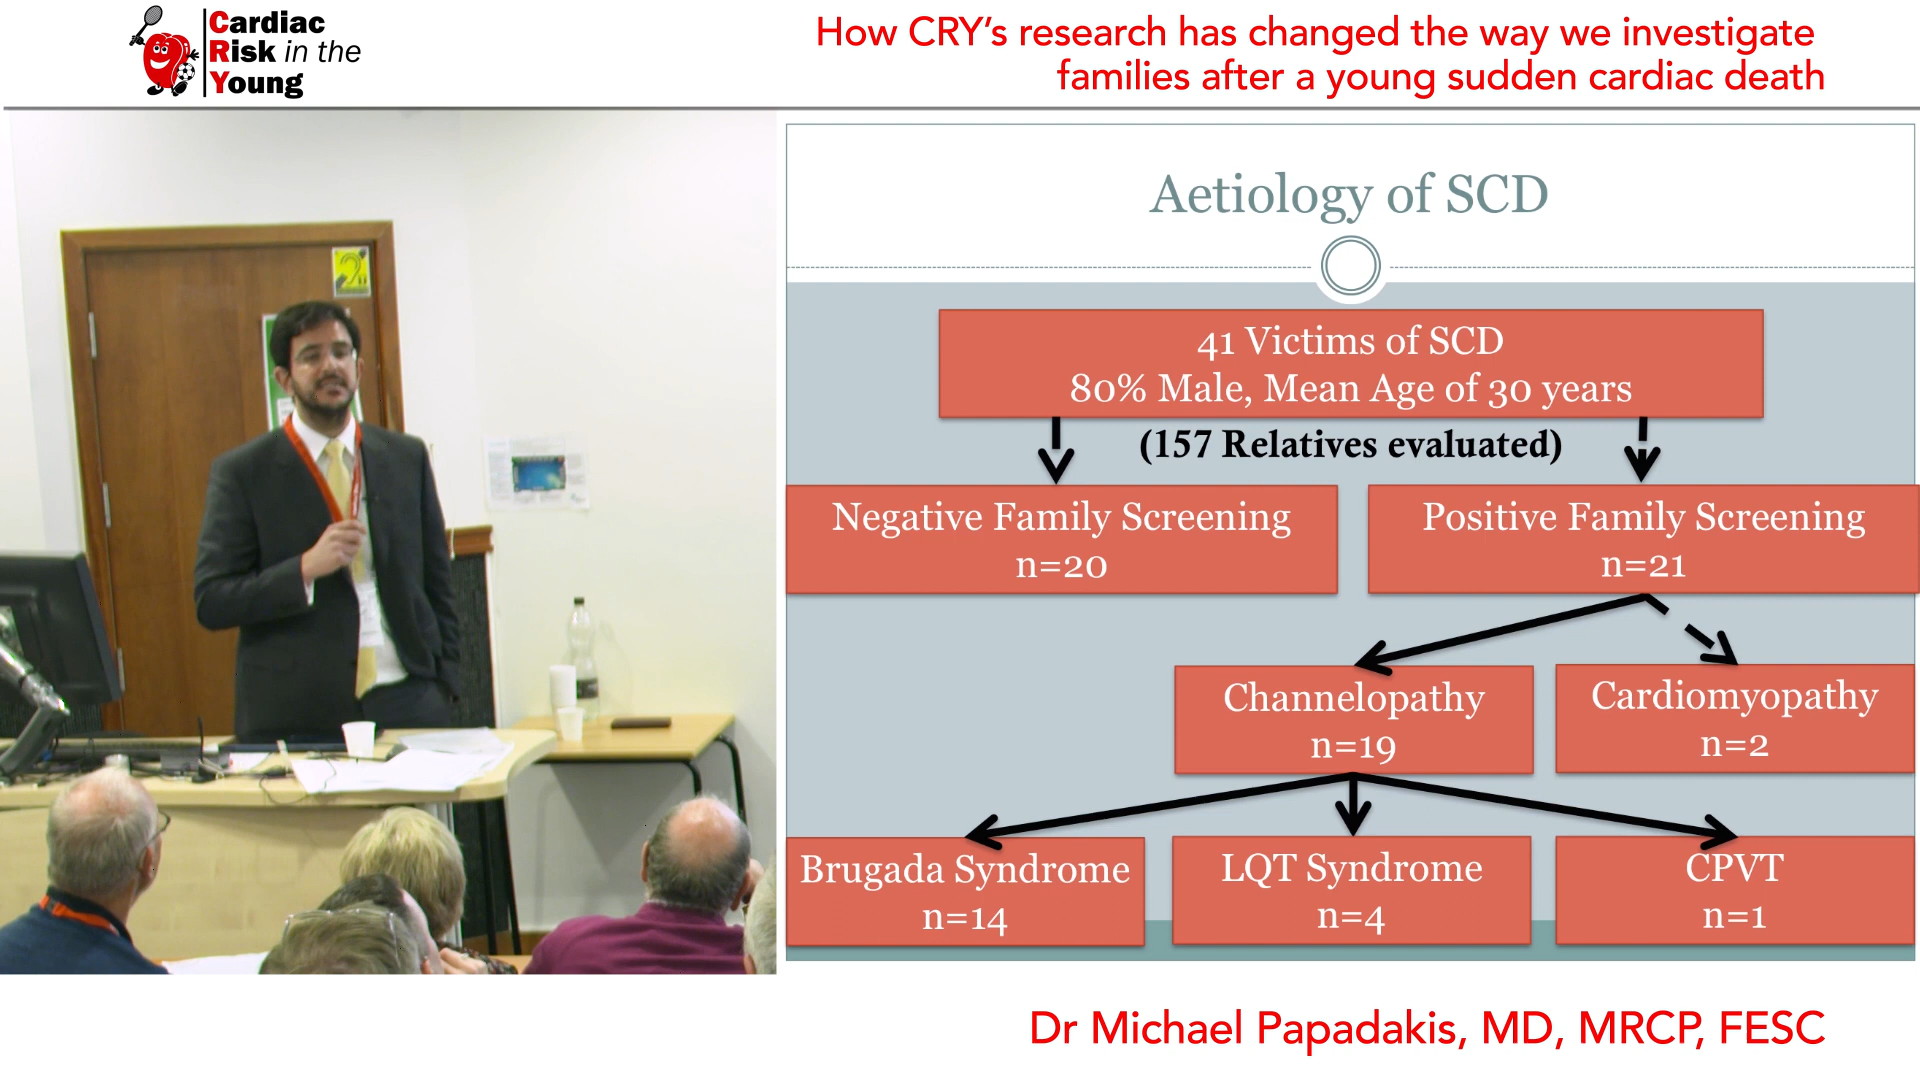 Cardiac
Risk in the
Young
How CRY's research has changed the way we investigate
families after a young sudden cardiac death
Aetiology of SCD
41 Victims of SCD
80% Male, Mean Age of 30 years
(157 Relatives evaluated)
Negative Family Screening
n=20
Positive Family Screening
n=21
Channelopathy
n=19
Cardiomyopathy
n=2
Brugada Syndrome
n=14
LQT Syndrome
n=4
CPVT
n=1
Dr Michael Papadakis, MD, MRCP, FESC